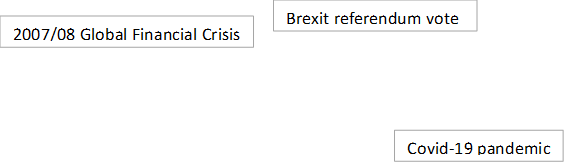 Brexit referendum vote
2007/08 Global Financial Crisis
Covid-19 pandemic